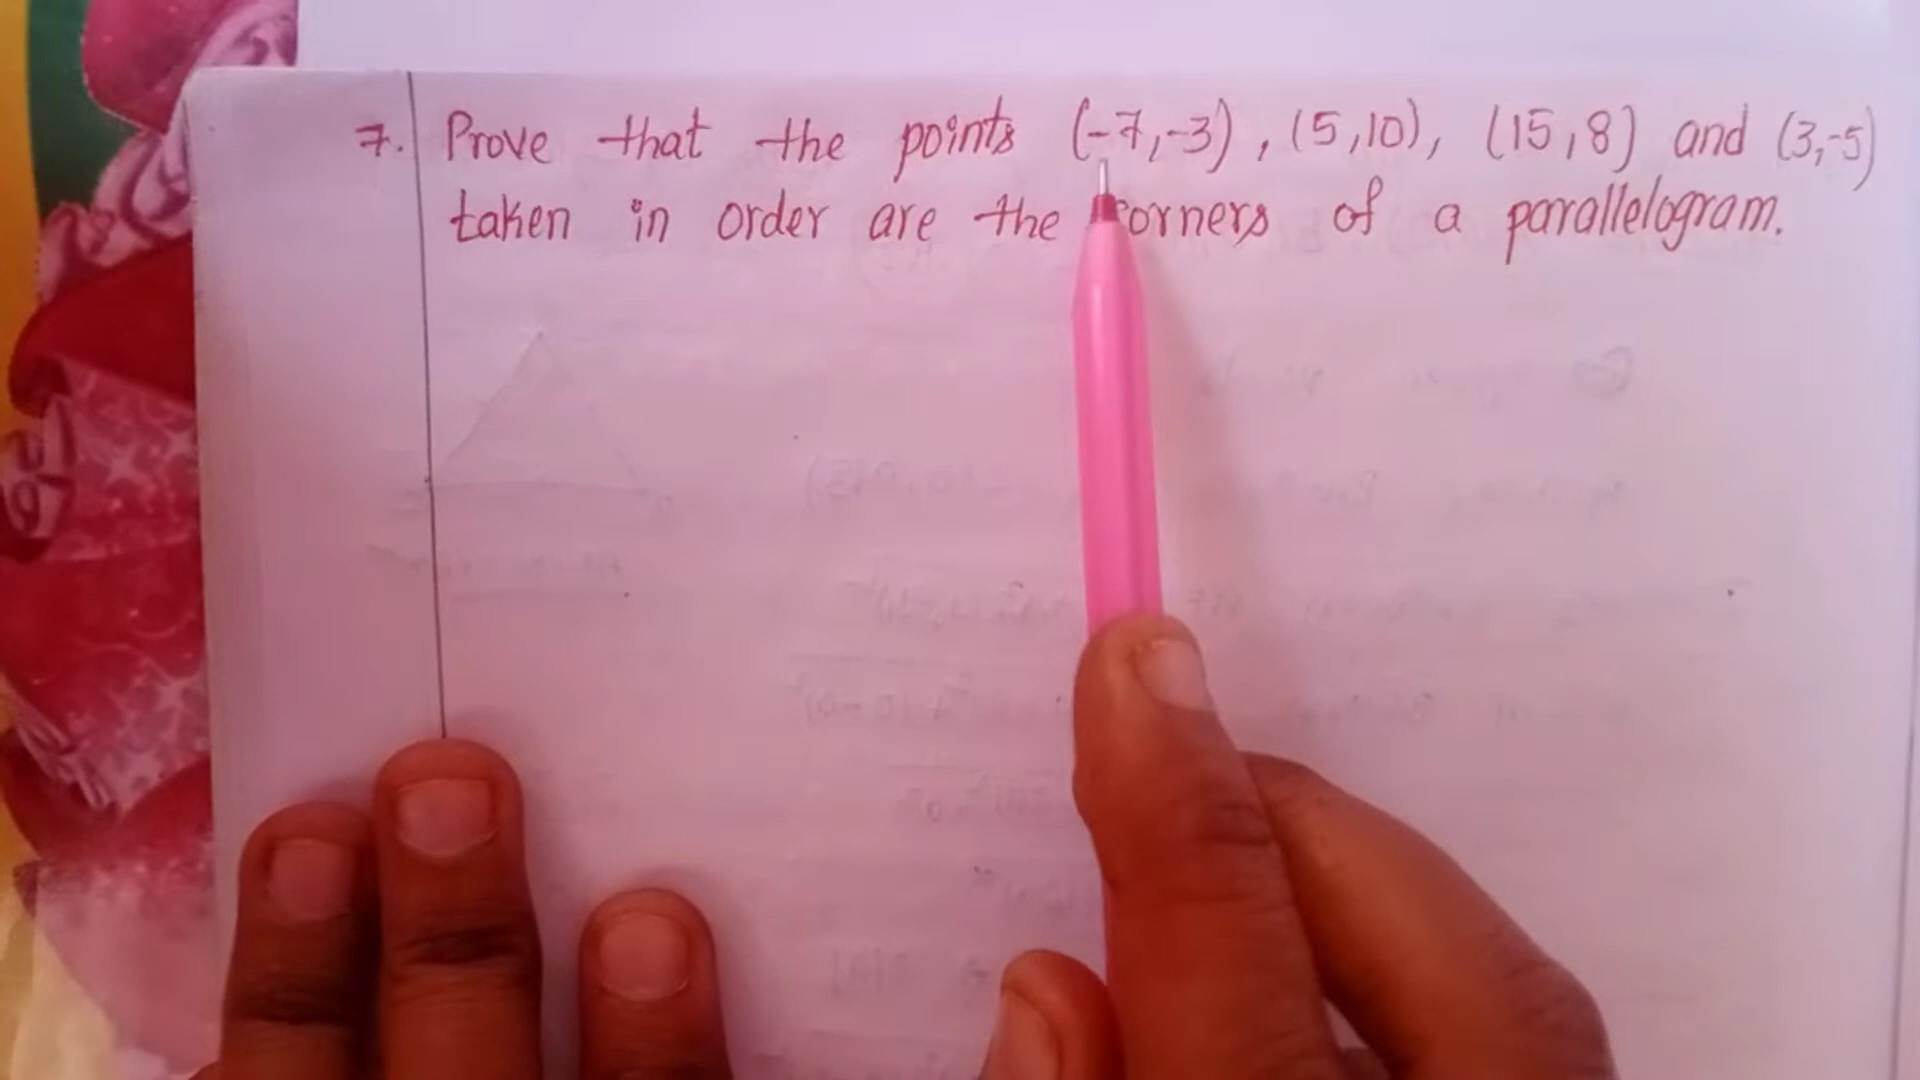 7. Prove that the points (-7,-3), (5,10), (15,8) and (3,-5)
taken in order are the corners of a parallelogram.